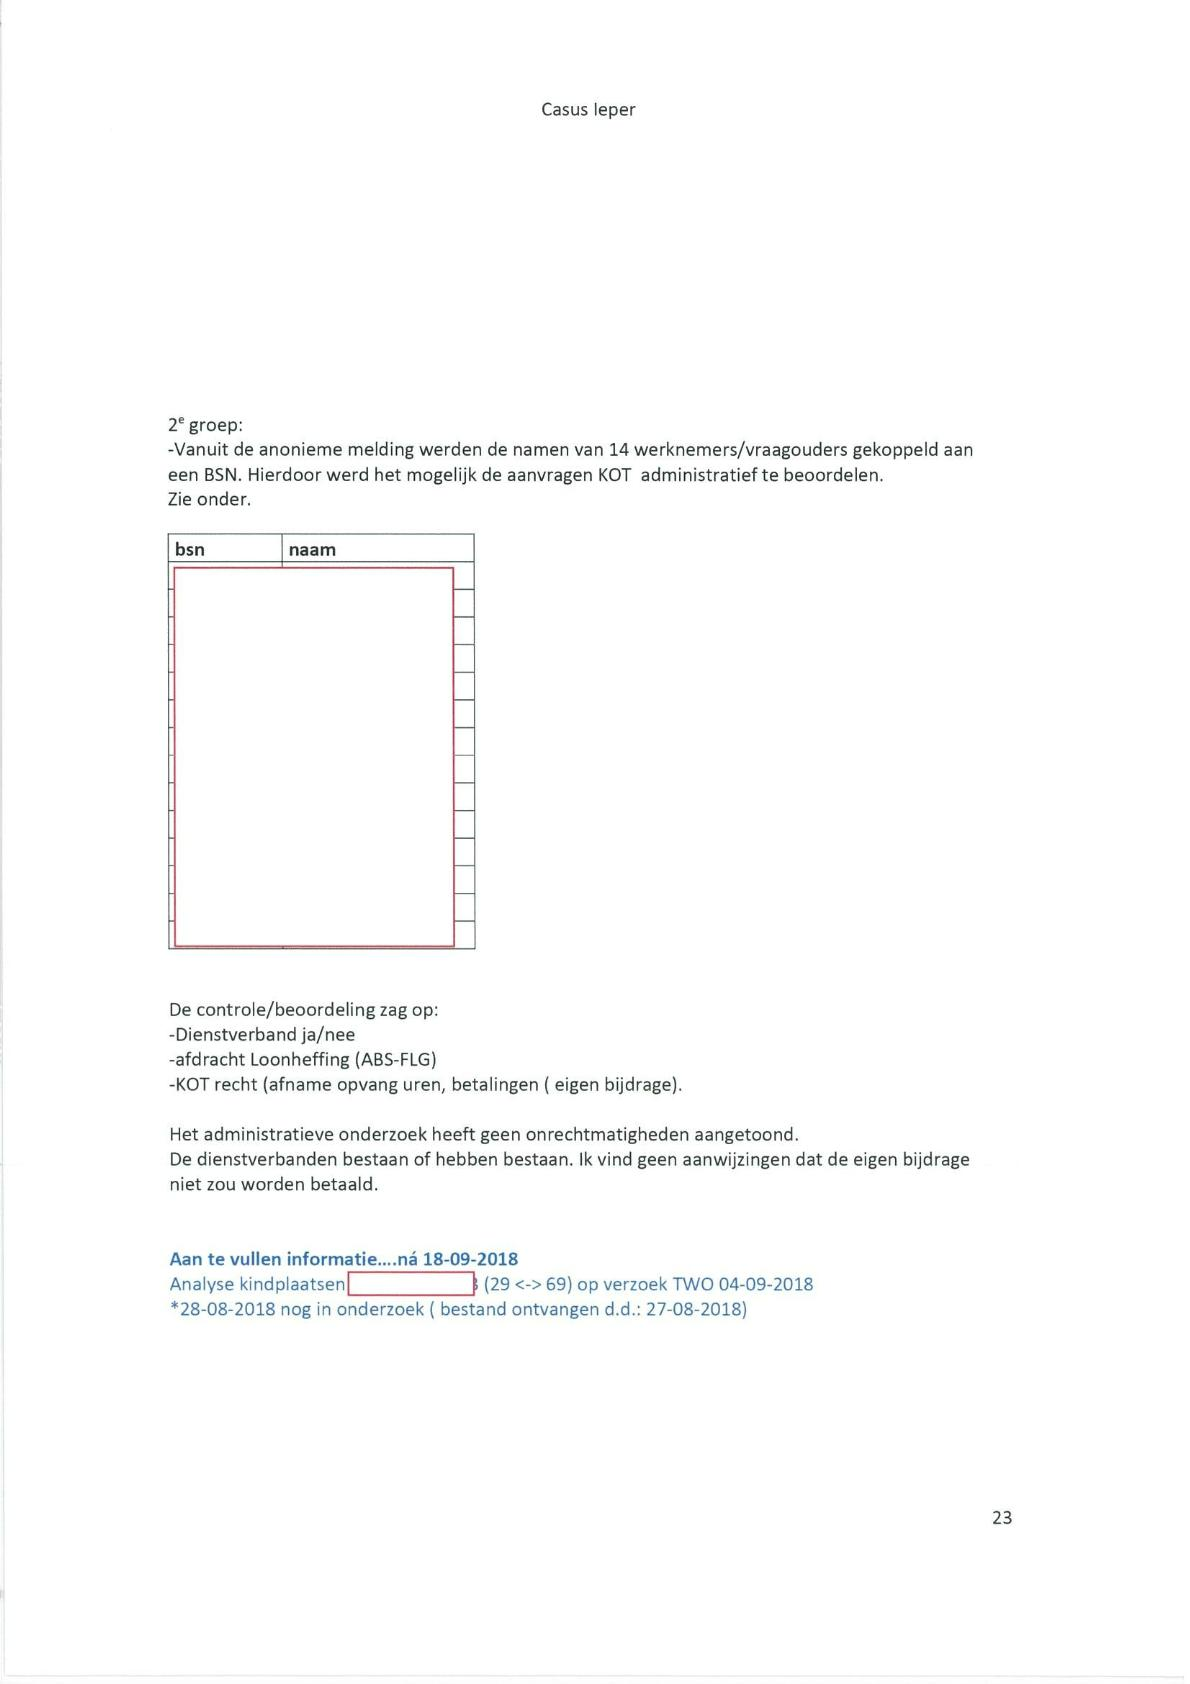 Casus Ieper
2e groep:
-Vanuit de anonieme melding werden de namen van 14 werknemers/vraagouders gekoppeld aan
een BSN. Hierdoor werd het mogelijk de aanvragen KOT administratief te beoordelen.
Zie onder.
bsn naam
De controle/beoordeling zag op:
-Dienstverband ja/nee
-afdracht Loonheffing (ABS-FLG)
-KOT recht (afname opvang uren, betalingen ( eigen bijdrage).
Het administratieve onderzoek heeft geen onrechtmatigheden aangetoond.
De dienstverbanden bestaan of hebben bestaan. Ik vind geen aanwijzingen dat de eigen bijdrage
niet zou worden betaald.
Aan te vullen informatie....ná 18-09-2018
Analyse kindplaatsen (29 <-> 69) op verzoek TWO 04-09-2018
*28-08-2018 nog in onderzoek ( bestand ontvangen d.d.: 27-08-2018)
23